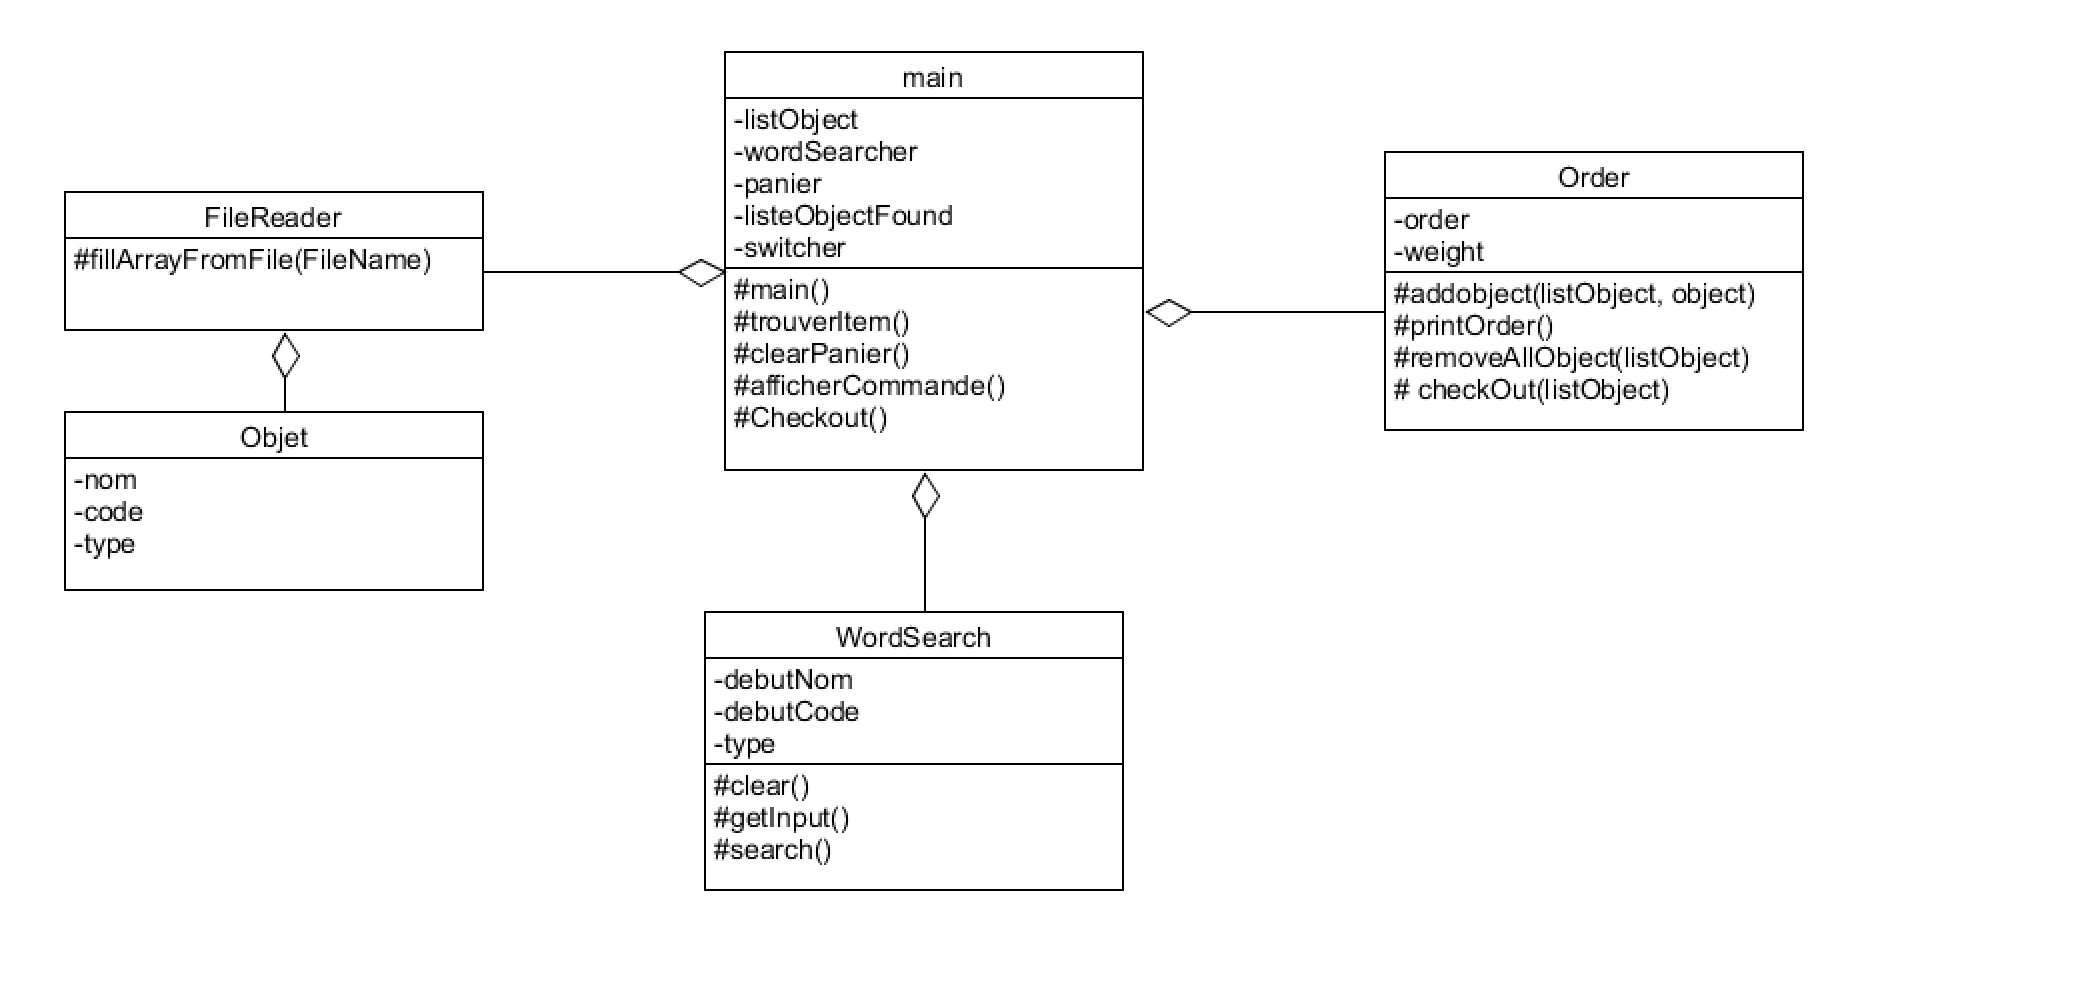 main
-listObject
-wordSearcher
-panier
-listeObjectFound
-switcher
#main()
#trouverItem()
#clearPanier()
#afficherCommande()
#Checkout()
FileReader
#fillArrayFromFile(FileName)
Objet
-nom
-code
-type
Order
-order
-weight
#addobject(listObject, object)
#printOrder()
#removeAllObject(listObject)
# checkOut(listObject)
WordSearch
-debutNom
-debutCode
-type
#clear()
#getInput()
#search()